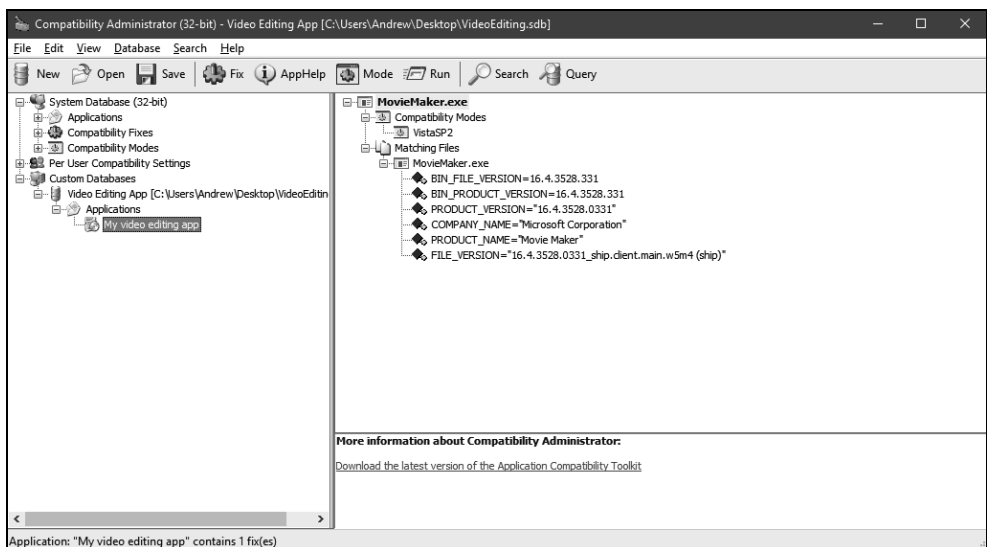 Compatibility Administrator (32-bit) - Video Editing App [C:\Users\Andrew\Desktop\VideoEditing.sdb]
File Edit View Database Search Help
New Open Save Fix AppHelp Mode Run Search Query
System Database (32-bit)
Applications
Compatibility Fixes
Compatibility Modes
Per User Compatibility Settings
Custom Databases
Video Editing App [C:\Users\Andrew\Desktop\VideoEditin
Applications
My video editing app
MovieMaker.exe
Compatibility Modes
VistaSP2
Matching Files
MovieMaker.exe
BIN_FILE_VERSION=16.4.3528.331
BIN_PRODUCT_VERSION=16.4.3528.331
PRODUCT_VERSION="16.4.3528.0331"
COMPANY_NAME="Microsoft Corporation"
PRODUCT_NAME="Movie Maker"
FILE_VERSION="16.4.3528.0331_ship.client.main.w5m4 (ship)"
More information about Compatibility Administrator:
Download the latest version of the Application Compatibility Toolkit
Application: "My video editing app" contains 1 fix(es)